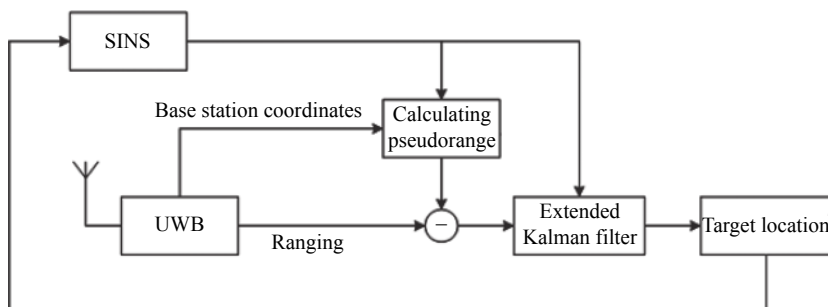 SINS
Base station coordinates
Calculating
pseudorange
UWB
Ranging
−
Extended
Kalman filter
Target location